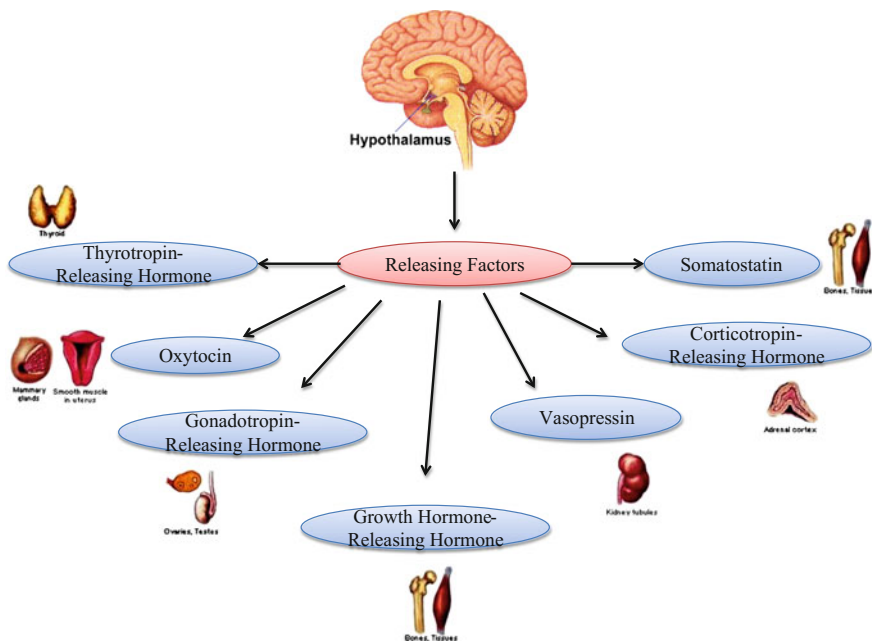 Hypothalamus
Thyroid
Thyrotropin-
Releasing Hormone
Releasing Factors
Somatostatin
Bones, Tissue
Oxytocin
Corticotropin-
Releasing Hormone
Mammary
glands
Smooth muscle
in uterus
Gonadotropin-
Releasing Hormone
Vasopressin
Adrenal cortex
Ovaries, Testes
Kidney tubules
Growth Hormone-
Releasing Hormone
Bones, Tissues